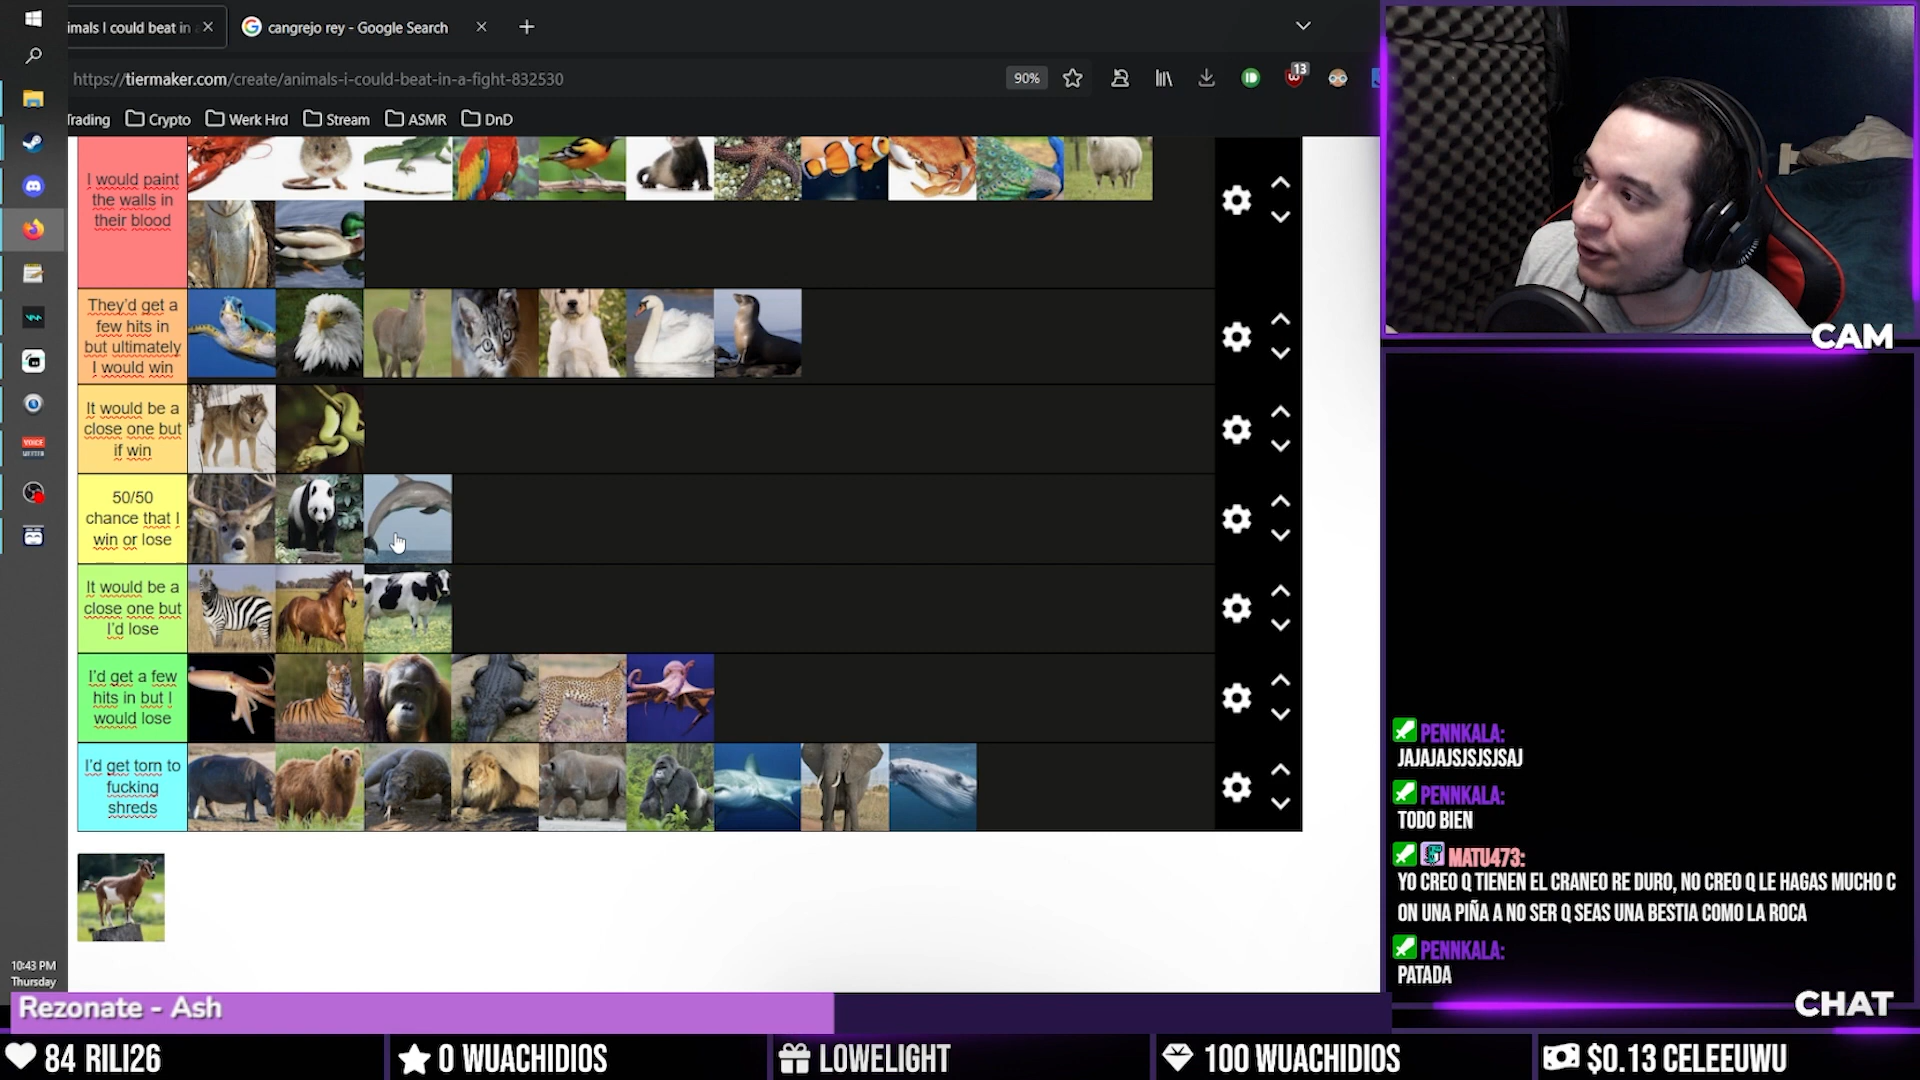 imals I could beat in
cangrejo rey - Google Search
https://tiermaker.com/create/animals-i-could-beat-in-a-fight-832530
90%
13
Trading
Crypto
Werk Hrd
Stream
ASMR
DnD
I would paint
the walls in
their blood
They'd get a
few hits in
but ultimately
I would win
It would be a
close one but
if win
50/50
chance that I
win or lose
It would be a
close one but
I'd lose
I'd get a few
hits in but I
would lose
I'd get torn to
fucking
shreds
CAM
PENNKALA:
JAJAJAJSJSJSJSAJ
PENNKALA:
TODO BIEN
MATU473:
YO CREO Q TIENEN EL CRANEO RE DURO, NO CREO Q LE HAGAS MUCHO C
ON UNA PIÑA A NO SER Q SEAS UNA BESTIA COMO LA ROCA
PENNKALA:
PATADA
CHAT
10:43 PM
Thursday
Rezonate - Ash
84 RILI26
0 WUACHIDIOS
LOWELIGHT
100 WUACHIDIOS
$0.13 CELEEUWU